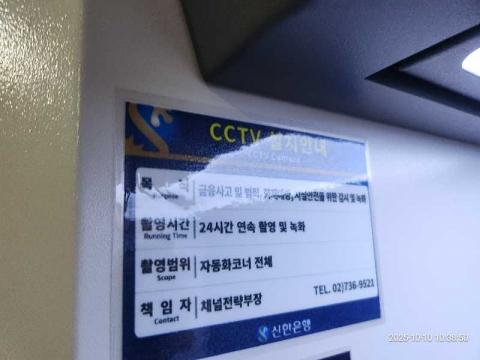 CCTV 설치안내
CCTV Camera
목 적 금융사고 및 범죄, 화재예방, 시설안전을 위한 감시 및 녹화
Purpose
촬영시간 24시간 연속 촬영 및 녹화
Running Time
촬영범위 자동화코너 전체
Scope
TEL. 02)736-9521
책 임 자 채널전략부장
Contact
신한은행
2025/10/10 10:38:50